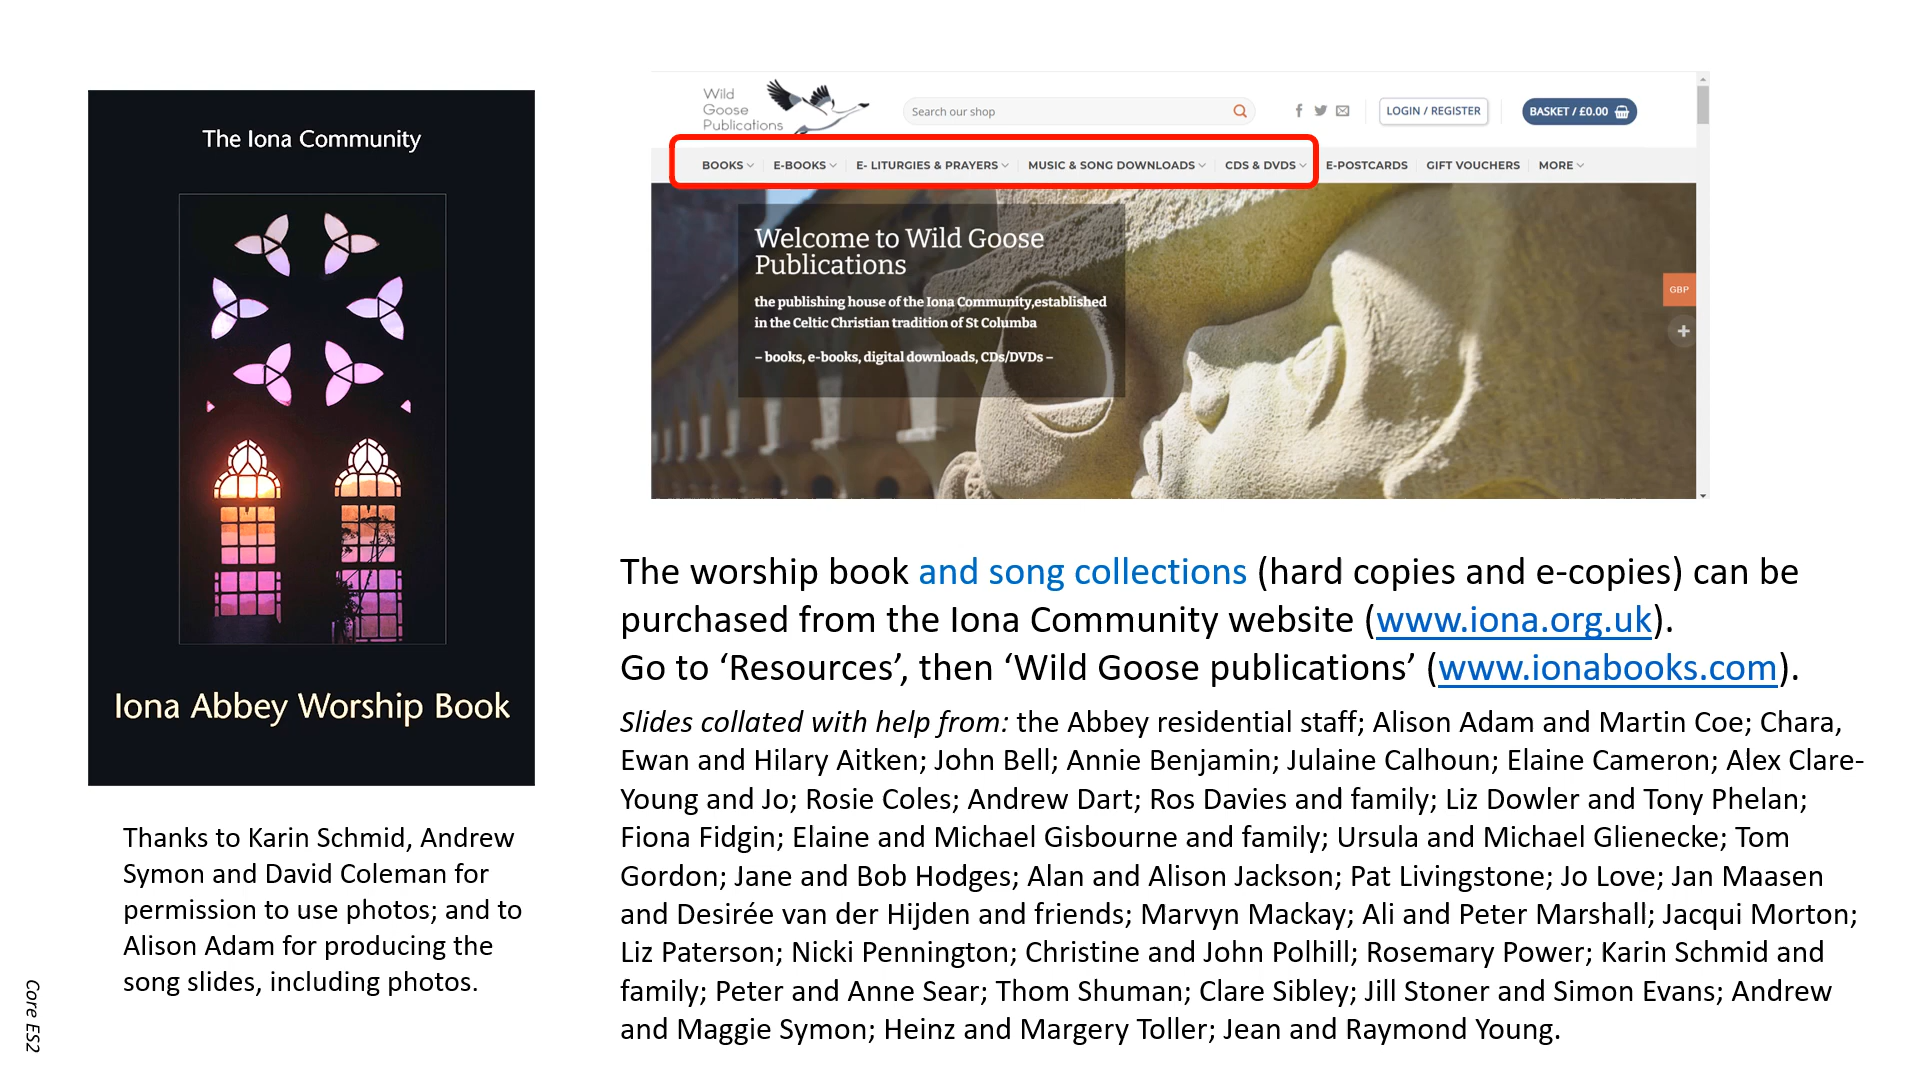 The Iona Community
Iona Abbey Worship Book
Thanks to Karin Schmid, Andrew
Symon and David Coleman for
permission to use photos; and to
Alison Adam for producing the
song slides, including photos.
Core ES2
Wild
Goose
Publications
Search our shop
LOGIN / REGISTER
BASKET / £0.00
BOOKS
E-BOOKS
E- LITURGIES & PRAYERS
MUSIC & SONG DOWNLOADS
CDS & DVDS
E-POSTCARDS
GIFT VOUCHERS
MORE
Welcome to Wild Goose
Publications
the publishing house of the Iona Community,established
in the Celtic Christian tradition of St Columba
– books, e-books, digital downloads, CDs/DVDs –
GBP
The worship book and song collections (hard copies and e-copies) can be
purchased from the Iona Community website (www.iona.org.uk).
Go to ‘Resources’, then ‘Wild Goose publications’ (www.ionabooks.com).
Slides collated with help from: the Abbey residential staff; Alison Adam and Martin Coe; Chara,
Ewan and Hilary Aitken; John Bell; Annie Benjamin; Julaine Calhoun; Elaine Cameron; Alex Clare-
Young and Jo; Rosie Coles; Andrew Dart; Ros Davies and family; Liz Dowler and Tony Phelan;
Fiona Fidgin; Elaine and Michael Gisbourne and family; Ursula and Michael Glienecke; Tom
Gordon; Jane and Bob Hodges; Alan and Alison Jackson; Pat Livingstone; Jo Love; Jan Maasen
and Desirée van der Hijden and friends; Marvyn Mackay; Ali and Peter Marshall; Jacqui Morton;
Liz Paterson; Nicki Pennington; Christine and John Polhill; Rosemary Power; Karin Schmid and
family; Peter and Anne Sear; Thom Shuman; Clare Sibley; Jill Stoner and Simon Evans; Andrew
and Maggie Symon; Heinz and Margery Toller; Jean and Raymond Young.